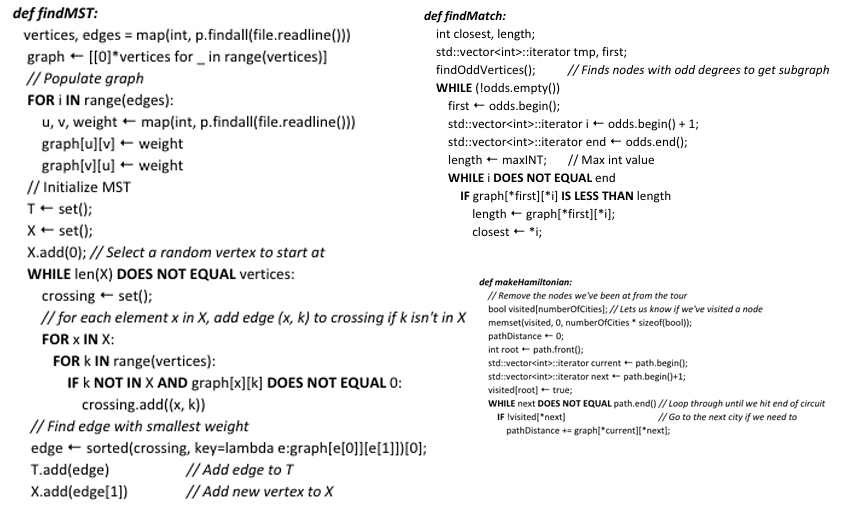 def findMST:
vertices, edges = map(int, p.findall(file.readline()))
graph ← [[0]*vertices for _ in range(vertices)]
// Populate graph
FOR i IN range(edges):
u, v, weight ← map(int, p.findall(file.readline()))
graph[u][v] ← weight
graph[v][u] ← weight
// Initialize MST
T ← set();
X ← set();
X.add(0); // Select a random vertex to start at
WHILE len(X) DOES NOT EQUAL vertices:
crossing ← set();
// for each element x in X, add edge (x, k) to crossing if k isn't in X
FOR x IN X:
FOR k IN range(vertices):
IF k NOT IN X AND graph[x][k] DOES NOT EQUAL 0:
crossing.add((x, k))
// Find edge with smallest weight
edge ← sorted(crossing, key=lambda e:graph[e[0]][e[1]])[0];
T.add(edge) // Add edge to T
X.add(edge[1]) // Add new vertex to X
def findMatch:
int closest, length;
std::vector<int>::iterator tmp, first;
findOddVertices(); // Finds nodes with odd degrees to get subgraph
WHILE (!odds.empty())
first ← odds.begin();
std::vector<int>::iterator i ← odds.begin() + 1;
std::vector<int>::iterator end ← odds.end();
length ← maxINT; // Max int value
WHILE i DOES NOT EQUAL end
IF graph[*first][*i] IS LESS THAN length
length ← graph[*first][*i];
closest ← *i;
def makeHamiltonian:
// Remove the nodes we've been at from the tour
bool visited[numberOfCities]; // Lets us know if we've visited a node
memset(visited, 0, numberOfCities * sizeof(bool));
pathDistance ← 0;
int root ← path.front();
std::vector<int>::iterator current ← path.begin();
std::vector<int>::iterator next ← path.begin()+1;
visited[root] ← true;
WHILE next DOES NOT EQUAL path.end() // Loop through until we hit end of circuit
IF !visited[*next] // Go to the next city if we need to
pathDistance += graph[*current][*next];